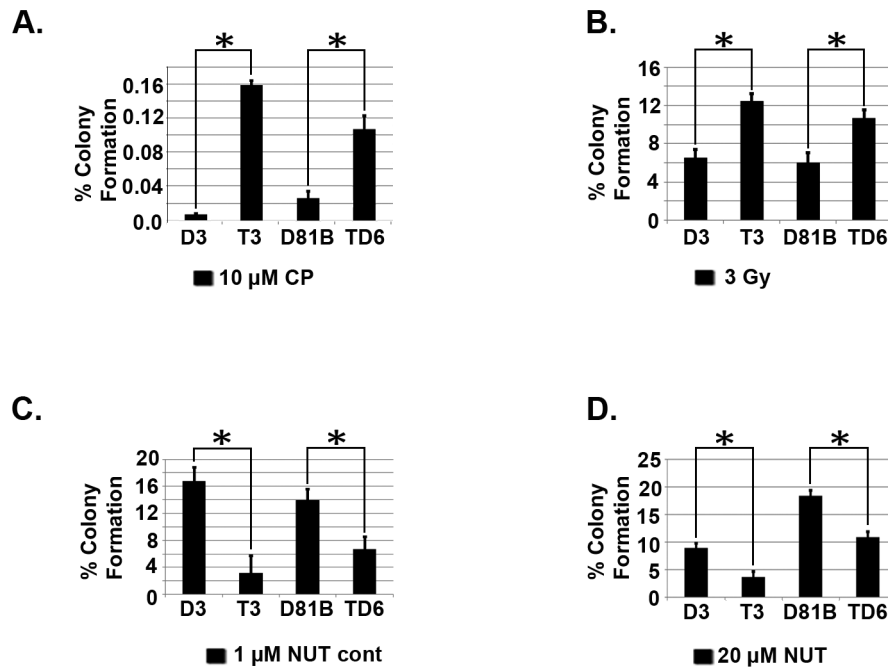 A.
*
*
% Colony
Formation
0.16
0.12
0.08
0.04
0.0
D3 T3 D81B TD6
10 µM CP
B.
*
*
% Colony
Formation
16
12
8
4
0
D3 T3 D81B TD6
3 Gy
C.
*
*
% Colony
Formation
20
16
12
8
4
0
D3 T3 D81B TD6
1 µM NUT cont
D.
*
*
% Colony
Formation
25
20
15
10
5
0
D3 T3 D81B TD6
20 µM NUT